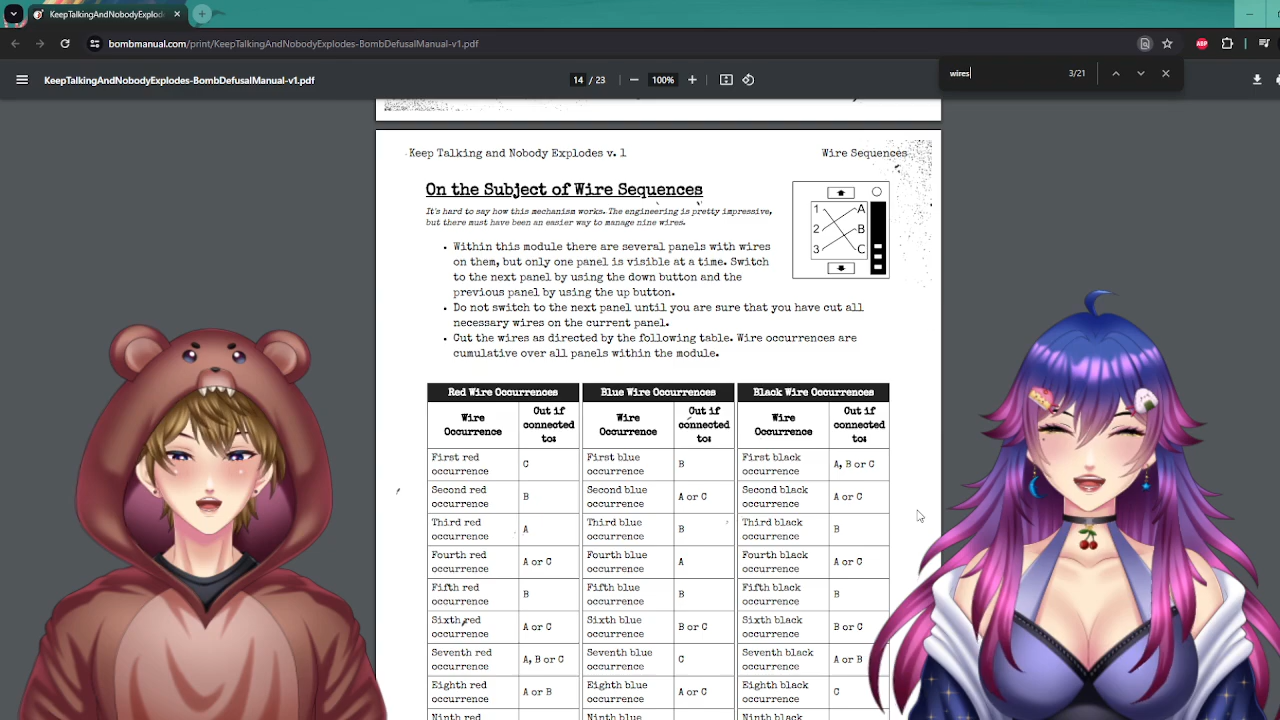 KeepTalkingAndNobodyExplode
bombmanual.com/print/KeepTalkingAndNobodyExplodes-BombDefusalManual-v1.pdf
ABP
KeepTalkingAndNobodyExplodes-BombDefusalManual-v1.pdf
14 / 23
100%
wires
3/21
Keep Talking and Nobody Explodes v. 1
Wire Sequences
On the Subject of Wire Sequences
It's hard to say how this mechanism works. The engineering is pretty impressive,
but there must have been an easier way to manage nine wires.
1 A
2 B
3 C
• Within this module there are several panels with wires
on them, but only one panel is visible at a time. Switch
to the next panel by using the down button and the
previous panel by using the up button.
• Do not switch to the next panel until you are sure that you have cut all
necessary wires on the current panel.
• Cut the wires as directed by the following table. Wire occurrences are
cumulative over all panels within the module.
Red Wire Occurrences
Wire
Occurrence
Cut if
connected
to:
First red
occurrence
C
Second red
occurrence
B
Third red
occurrence
A
Fourth red
occurrence
A or C
Fifth red
occurrence
B
Sixth red
occurrence
A or C
Seventh red
occurrence
A, B or C
Eighth red
occurrence
A or B
Ninth red
Blue Wire Occurrences
Wire
Occurrence
Cut if
connected
to:
First blue
occurrence
B
Second blue
occurrence
A or C
Third blue
occurrence
B
Fourth blue
occurrence
A
Fifth blue
occurrence
B
Sixth blue
occurrence
B or C
Seventh blue
occurrence
C
Eighth blue
occurrence
A or C
Ninth blue
Black Wire Occurrences
Wire
Occurrence
Cut if
connected
to:
First black
occurrence
A, B or C
Second black
occurrence
A or C
Third black
occurrence
B
Fourth black
occurrence
A or C
Fifth black
occurrence
B
Sixth black
occurrence
B or C
Seventh black
occurrence
A or B
Eighth black
occurrence
C
Ninth black